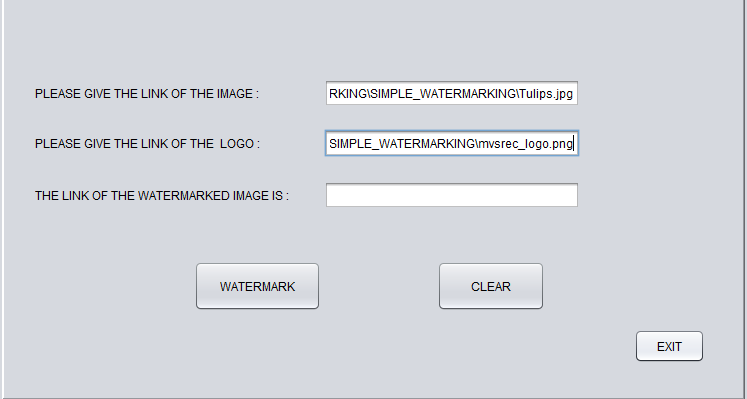 PLEASE GIVE THE LINK OF THE IMAGE : RKING\SIMPLE_WATERMARKING\Tulips.jpg
PLEASE GIVE THE LINK OF THE LOGO : SIMPLE_WATERMARKING\mvsrec_logo.png
THE LINK OF THE WATERMARKED IMAGE IS :
WATERMARK CLEAR
EXIT